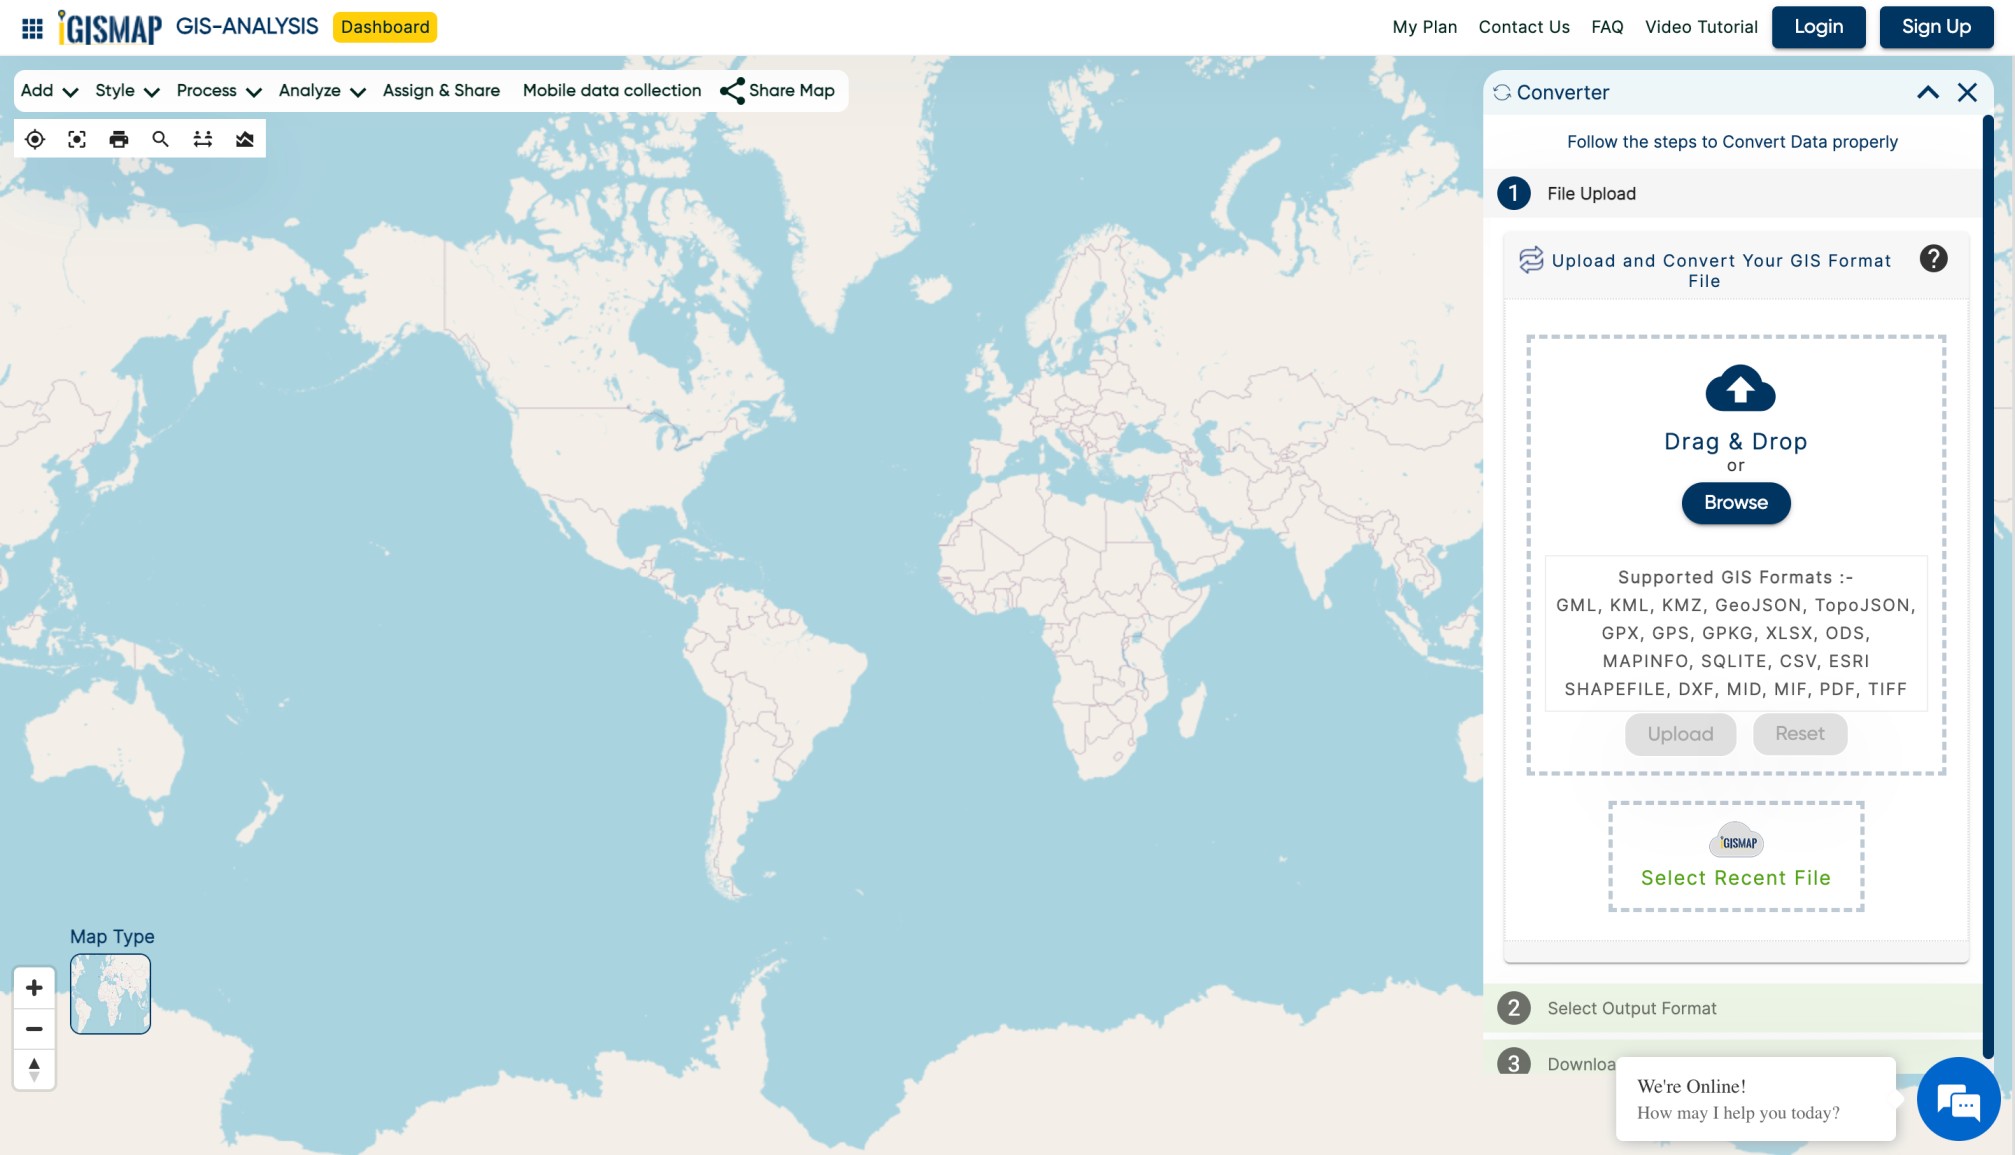 iGISMAP GIS-ANALYSIS Dashboard My Plan Contact Us FAQ Video Tutorial Login Sign Up
Add Style Process Analyze Assign & Share Mobile data collection Share Map
Converter
Follow the steps to Convert Data properly
1 File Upload
Upload and Convert Your GIS Format
File
?
Drag & Drop
or
Browse
Supported GIS Formats :-
GML, KML, KMZ, GeoJSON, TopoJSON,
GPX, GPS, GPKG, XLSX, ODS,
MAPINFO, SQLITE, CSV, ESRI
SHAPEFILE, DXF, MID, MIF, PDF, TIFF
Upload Reset
iGISMAP
Select Recent File
Map Type
2 Select Output Format
3
We're Online!
How may I help you today?